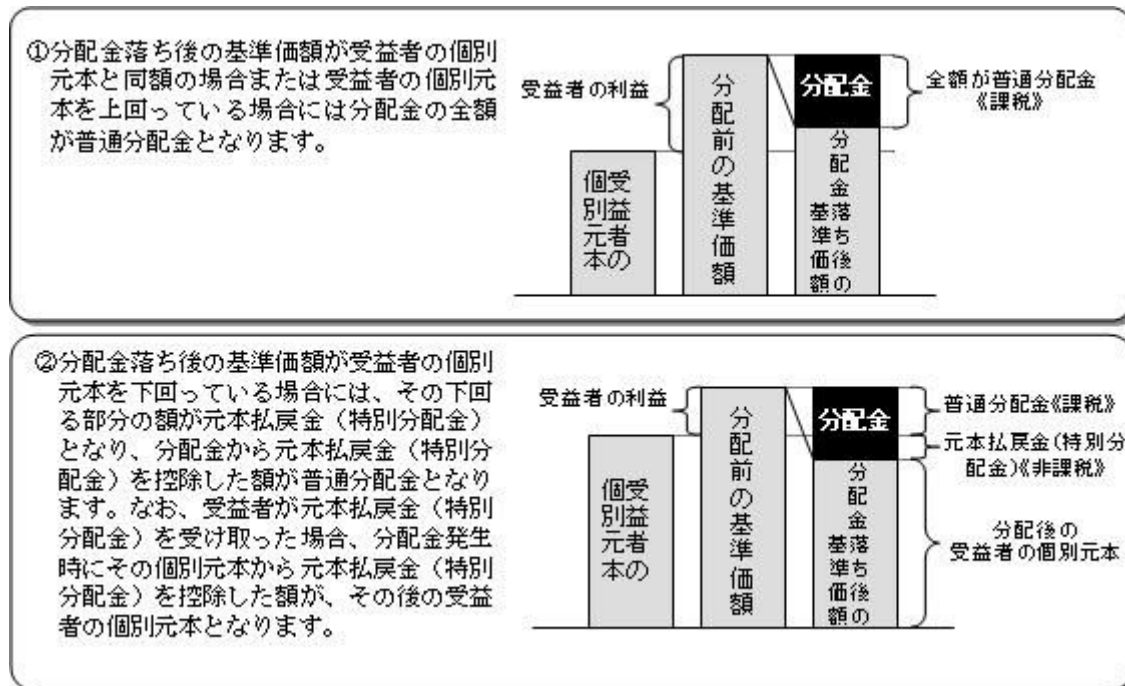 ①分配金落ち後の基準価額が受益者の個別
元本と同額の場合または受益者の個別元
本を上回っている場合には分配金の全額
が普通分配金となります。
受益者の利益
受益者の
個別元本
分配前の基準価額
分配金
分配金落ち後の
基準価額
全額が普通分配金
《課税》
②分配金落ち後の基準価額が受益者の個別
元本を下回っている場合には、その下回
る部分の額が元本払戻金（特別分配金）
となり、分配金から元本払戻金（特別分
配金）を控除した額が普通分配金となり
ます。なお、受益者が元本払戻金（特別
分配金）を受け取った場合、分配金発生
時にその個別元本から元本払戻金（特別
分配金）を控除した額が、その後の受益
者の個別元本となります。
受益者の利益
受益者の
個別元本
分配前の基準価額
分配金
分配金落ち後の
基準価額
普通分配金《課税》
元本払戻金(特別分
配金)《非課税》
分配後の
受益者の個別元本